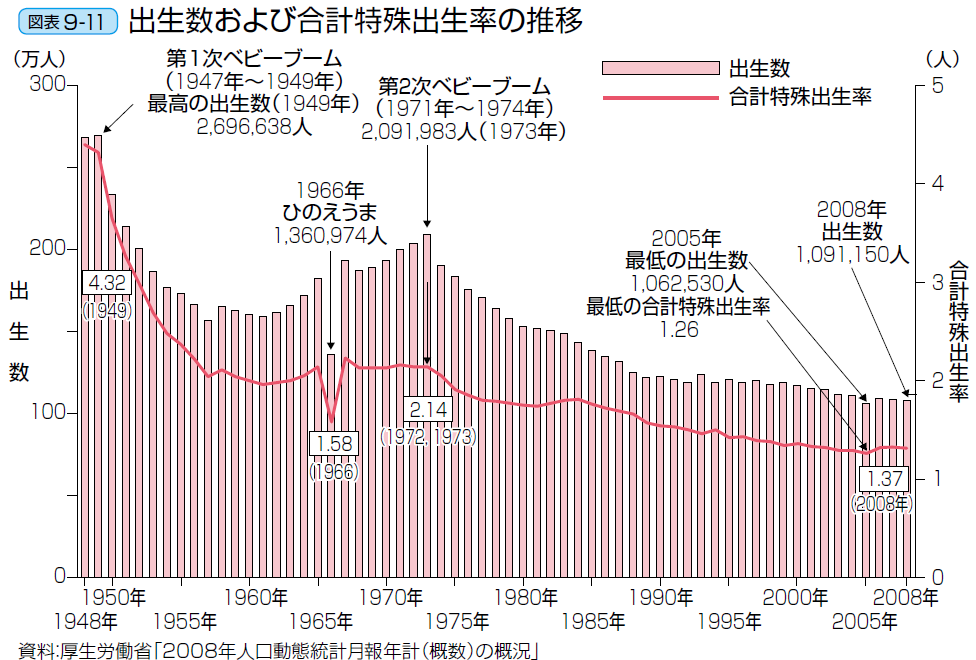 図表9-11 出生数および合計特殊出生率の推移
(万人)
(人)
出生数
合計特殊出生率
第1次ベビーブーム
(1947年〜1949年)
最高の出生数(1949年)
2,696,638人
第2次ベビーブーム
(1971年〜1974年)
2,091,983人(1973年)
1966年
ひのえうま
1,360,974人
2005年
最低の出生数
1,062,530人
最低の合計特殊出生率
1.26
2008年
出生数
1,091,150人
4.32
(1949)
1.58
(1966)
2.14
(1972, 1973)
1.37
(2008年)
300
200
100
0
出生数
5
4
3
2
1
0
合計特殊出生率
1950年 1960年 1970年 1980年 1990年 2000年 2008年
1948年 1955年 1965年 1975年 1985年 1995年 2005年
資料:厚生労働省「2008年人口動態統計月報年計(概数)の概況」